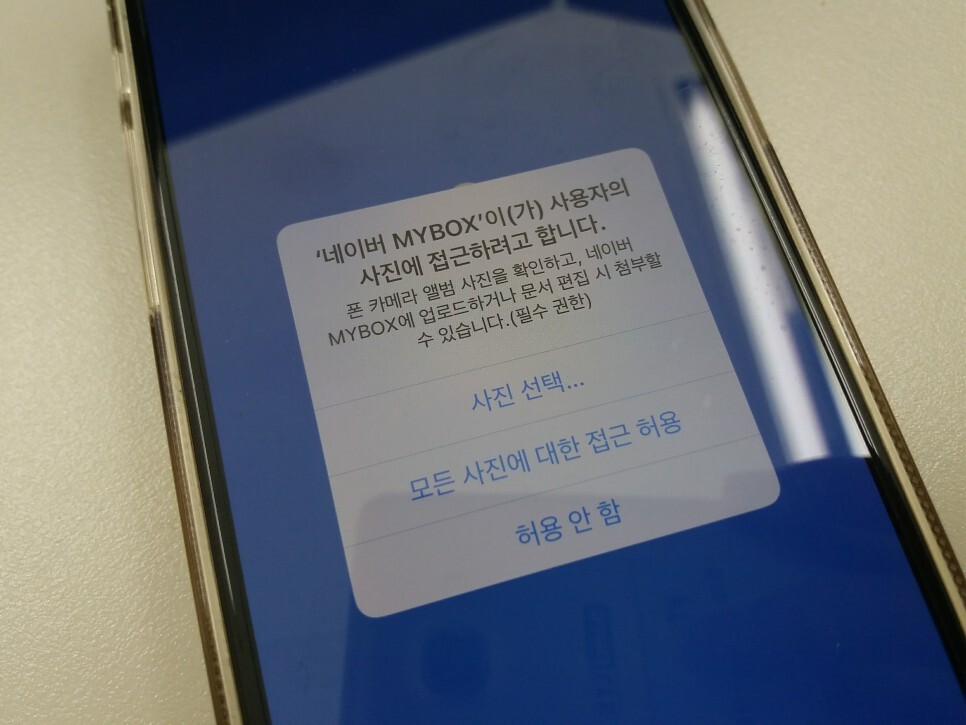 ‘네이버 MYBOX’이(가) 사용자의
사진에 접근하려고 합니다.
폰 카메라 앨범 사진을 확인하고, 네이버
MYBOX에 업로드하거나 문서 편집 시 첨부할
수 있습니다.(필수 권한)
사진 선택...
모든 사진에 대한 접근 허용
허용 안 함